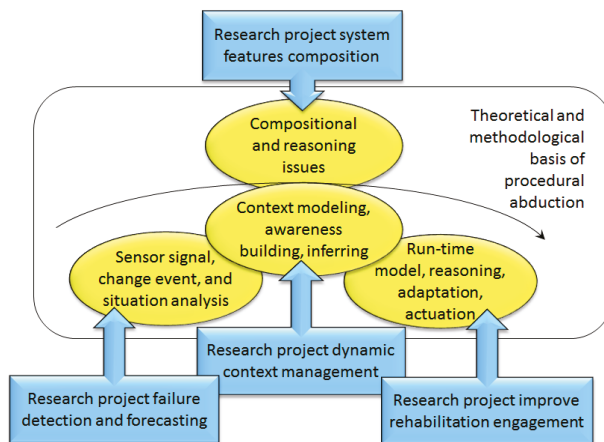 Research project system
features composition
Theoretical and
methodological
basis of
procedural
abduction
Compositional
and reasoning
issues
Context modeling,
awareness
building, inferring
Sensor signal,
change event, and
situation analysis
Run-time
model, reasoning,
adaptation,
actuation
Research project dynamic
context management
Research project failure
detection and forecasting
Research project improve
rehabilitation engagement